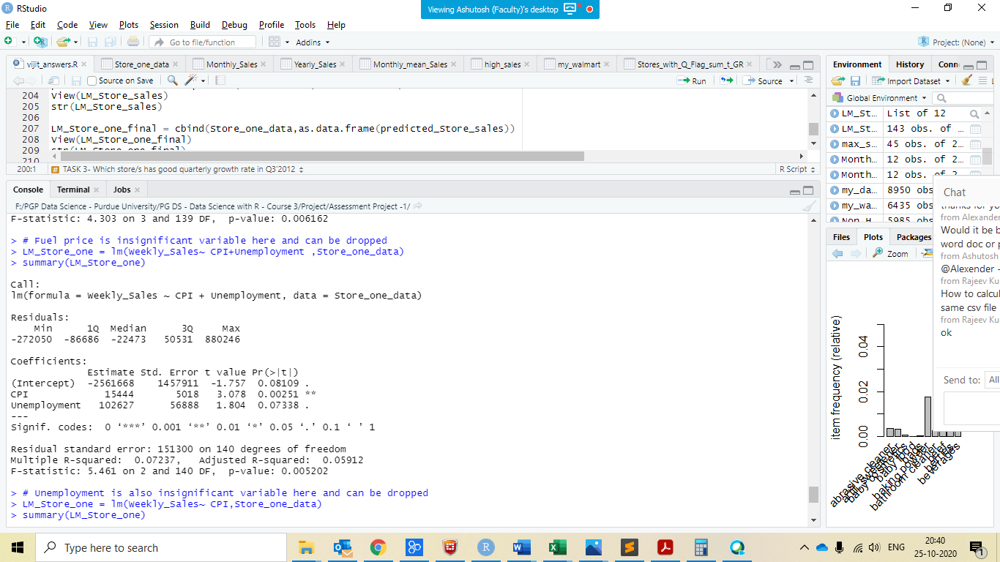 RStudio
Viewing Ashutosh (Faculty)'s desktop
File Edit Code View Plots Session Build Debug Profile Tools Help
Go to file/function
Addins
Project: (None)
vijit_answers.R
Store_one_data
Monthly_Sales
Yearly_Sales
Monthly_mean_Sales
high_sales
my_walmart
Stores_with_Q_Flag_sum_t_GR
Source on Save
Run
Source
204 View(LM_Store_sales)
205 str(LM_Store_sales)
206
207 LM_Store_one_final = cbind(Store_one_data,as.data.frame(predicted_Store_sales))
208 View(LM_Store_one_final)
209 str(LM_Store_one_final)
210
200:1 # TASK 3- Which store/s has good quarterly growth rate in Q3'2012
R Script
Console Terminal Jobs
F:/PGP Data Science - Purdue University/PG DS - Data Science with R - Course 3/Project/Assessment Project -1/
F-statistic: 4.303 on 3 and 139 DF,  p-value: 0.006162
> # Fuel price is insignificant variable here and can be dropped
> LM_Store_one = lm(Weekly_Sales~ CPI+Unemployment ,Store_one_data)
> summary(LM_Store_one)
Call:
lm(formula = Weekly_Sales ~ CPI + Unemployment, data = Store_one_data)
Residuals:
Min 1Q Median 3Q Max
-272050 -86686 -22473 50531 880246
Coefficients:
Estimate Std. Error t value Pr(>|t|)
(Intercept) -2561668 1457911 -1.757 0.08109 .
CPI 15444 5018 3.078 0.00251 **
Unemployment 102627 56888 1.804 0.07338 .
---
Signif. codes:  0 ‘***’ 0.001 ‘**’ 0.01 ‘*’ 0.05 ‘.’ 0.1 ‘ ’ 1
Residual standard error: 151300 on 140 degrees of freedom
Multiple R-squared:  0.07237,   Adjusted R-squared:  0.05912
F-statistic: 5.461 on 2 and 140 DF,  p-value: 0.005202
> # Unemployment is also insignificant variable here and can be dropped
> LM_Store_one = lm(Weekly_Sales~ CPI,Store_one_data)
> summary(LM_Store_one)
Environment History Conn
Import Dataset
Global Environment
LM_St... List of 12
LM_St... 143 obs. of ...
max_s... 45 obs. of 2...
Month... 12 obs. of 2...
Month... 12 obs. of 2...
my_da... 8950 obs
my_wa... 6435 obs
Non_H 5985 obs
Files Plots Packages
Zoom
item frequency (relative)
0.00 0.02 0.04
abrasive cleaner
baby cosmetics
baby food
bags
baking powder
bathroom cleaner
beef
berries
beverages
Chat
thanks for yo
from Alexander
Would it be b
word doc or p
from Ashutosh
@Alexender -
from Rajeev Ku
How to calcul
same csv file
from Rajeev Ku
ok
Send to: All
Type here to search
ENG
20:40
25-10-2020
1